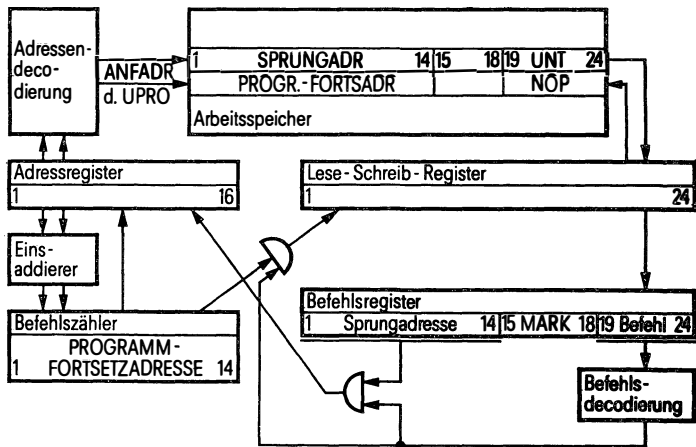 Adressen-
deco-
dierung
ANFADR
d. UPRO
1 SPRUNGADR 14 15 18 19 UNT 24
PROGR.-FORTSADR NOP
Arbeitsspeicher
Adressregister
1 16
Lese-Schreib-Register
1 24
Eins-
addierer
Befehlszähler
PROGRAMM-
1 FORTSETZADRESSE 14
Befehlsregister
1 Sprungadresse 14 15 MARK 18 19 Befehl 24
Befehls-
decodierung